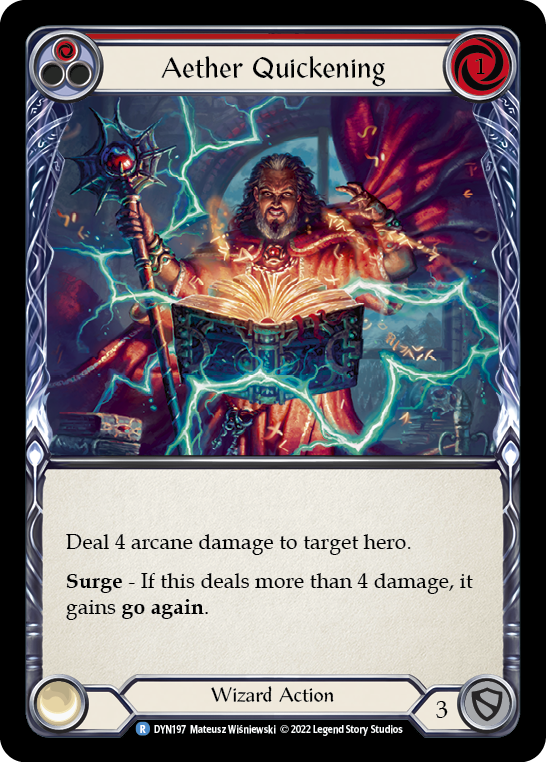 Aether Quickening
1
Deal 4 arcane damage to target hero.
Surge - If this deals more than 4 damage, it
gains go again.
Wizard Action
3
R DYN197 Mateusz Wiśniewski © 2022 Legend Story Studios